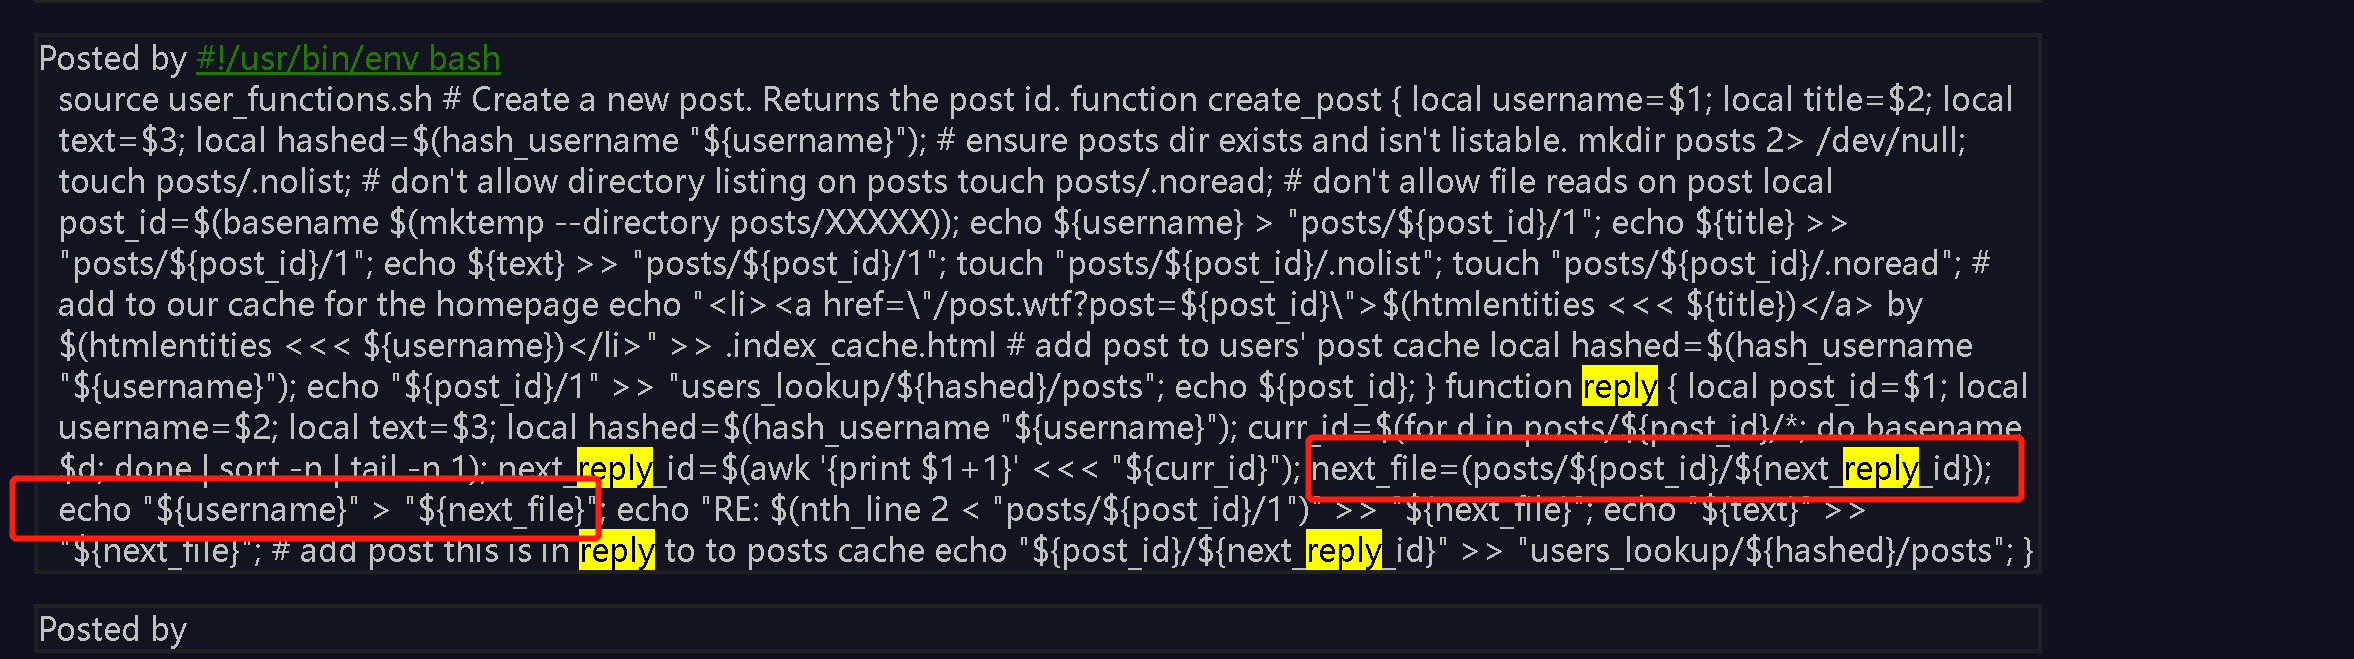 Posted by #!/usr/bin/env bash
source user_functions.sh # Create a new post. Returns the post id. function create_post { local username=$1; local title=$2; local
text=$3; local hashed=$(hash_username "${username}"); # ensure posts dir exists and isn't listable. mkdir posts 2> /dev/null;
touch posts/.nolist; # don't allow directory listing on posts touch posts/.noread; # don't allow file reads on post local
post_id=$(basename $(mktemp --directory posts/XXXXX)); echo ${username} > "posts/${post_id}/1"; echo ${title} >>
"posts/${post_id}/1"; echo ${text} >> "posts/${post_id}/1"; touch "posts/${post_id}/.nolist"; touch "posts/${post_id}/.noread"; #
add to our cache for the homepage echo "<li><a href=\"/post.wtf?post=${post_id}\">$(htmlentities <<< ${title})</a> by
$(htmlentities <<< ${username})</li>" >> .index_cache.html # add post to users' post cache local hashed=$(hash_username
"${username}"); echo "${post_id}/1" >> "users_lookup/${hashed}/posts"; echo ${post_id}; } function reply { local post_id=$1; local
username=$2; local text=$3; local hashed=$(hash_username "${username}"); curr_id=$(for d in posts/${post_id}/*; do basename
$d; done | sort -n | tail -n 1); next_reply_id=$(awk '{print $1+1}' <<< "${curr_id}"); next_file=(posts/${post_id}/${next_reply_id});
echo "${username}" > "${next_file}"; echo "RE: $(nth_line 2 < "posts/${post_id}/1")" >> "${next_file}"; echo "${text}" >>
"${next_file}"; # add post this is in reply to to posts cache echo "${post_id}/${next_reply_id}" >> "users_lookup/${hashed}/posts"; }
Posted by